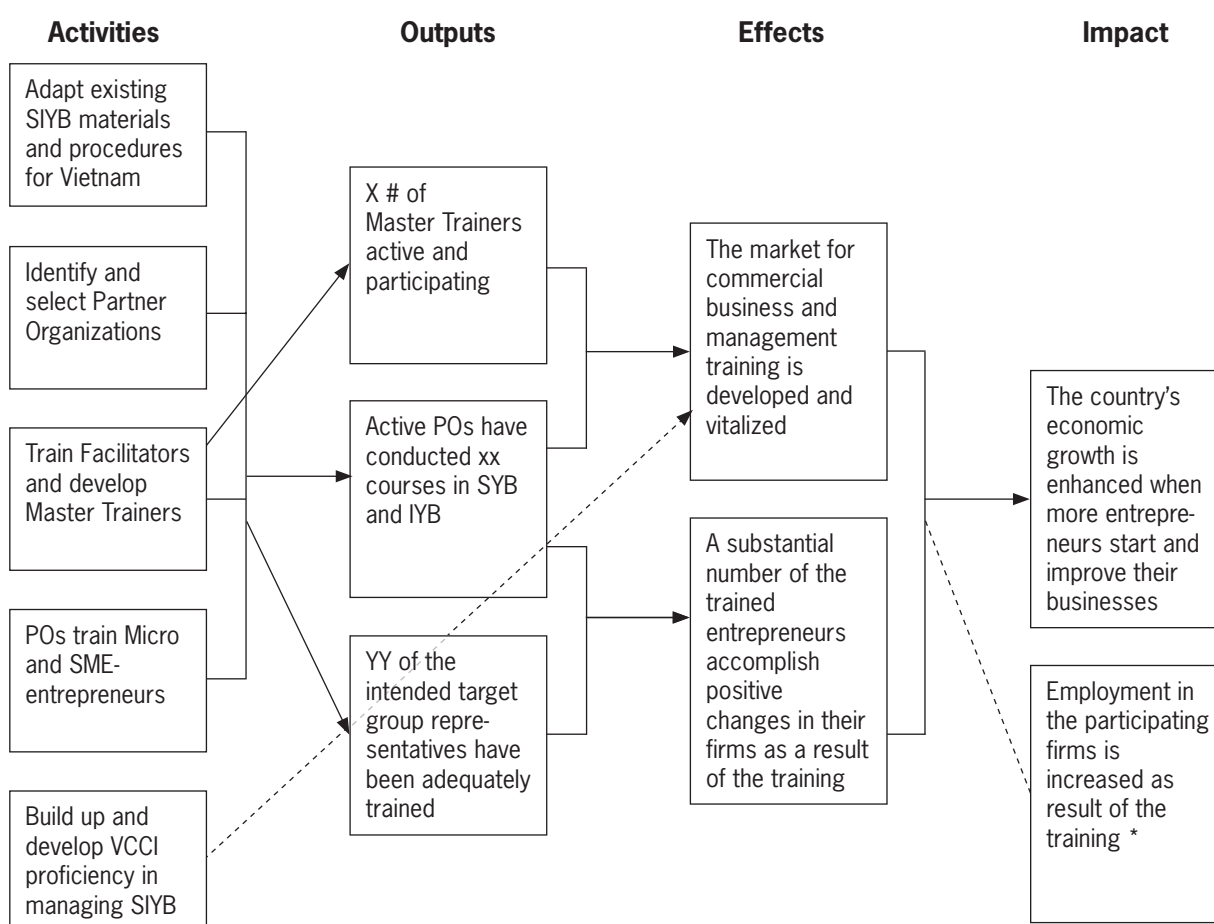 Activities
Outputs
Effects
Impact
Adapt existing
SIYB materials
and procedures
for Vietnam
Identify and
select Partner
Organizations
Train Facilitators
and develop
Master Trainers
POs train Micro
and SME-
entrepreneurs
Build up and
develop VCCI
proficiency in
managing SIYB
X # of
Master Trainers
active and
participating
Active POs have
conducted xx
courses in SYB
and IYB
YY of the
intended target
group repre-
sentatives have
been adequately
trained
The market for
commercial
business and
management
training is
developed and
vitalized
A substantial
number of the
trained
entrepreneurs
accomplish
positive
changes in their
firms as a result
of the training
The country's
economic
growth is
enhanced when
more entrepre-
neurs start and
improve their
businesses
Employment in
the participating
firms is
increased as
result of the
training *